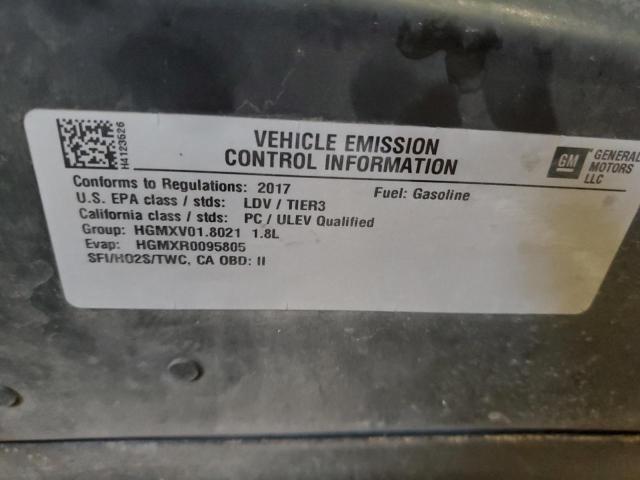 H4123626
VEHICLE EMISSION
CONTROL INFORMATION
GM
GENERAL
MOTORS
LLC
Conforms to Regulations: 2017
Fuel: Gasoline
U.S. EPA class / stds: LDV / TIER3
California class / stds: PC / ULEV Qualified
Group: HGMXV01.8021 1.8L
Evap: HGMXR0095805
SFI/HO2S/TWC, CA OBD: II